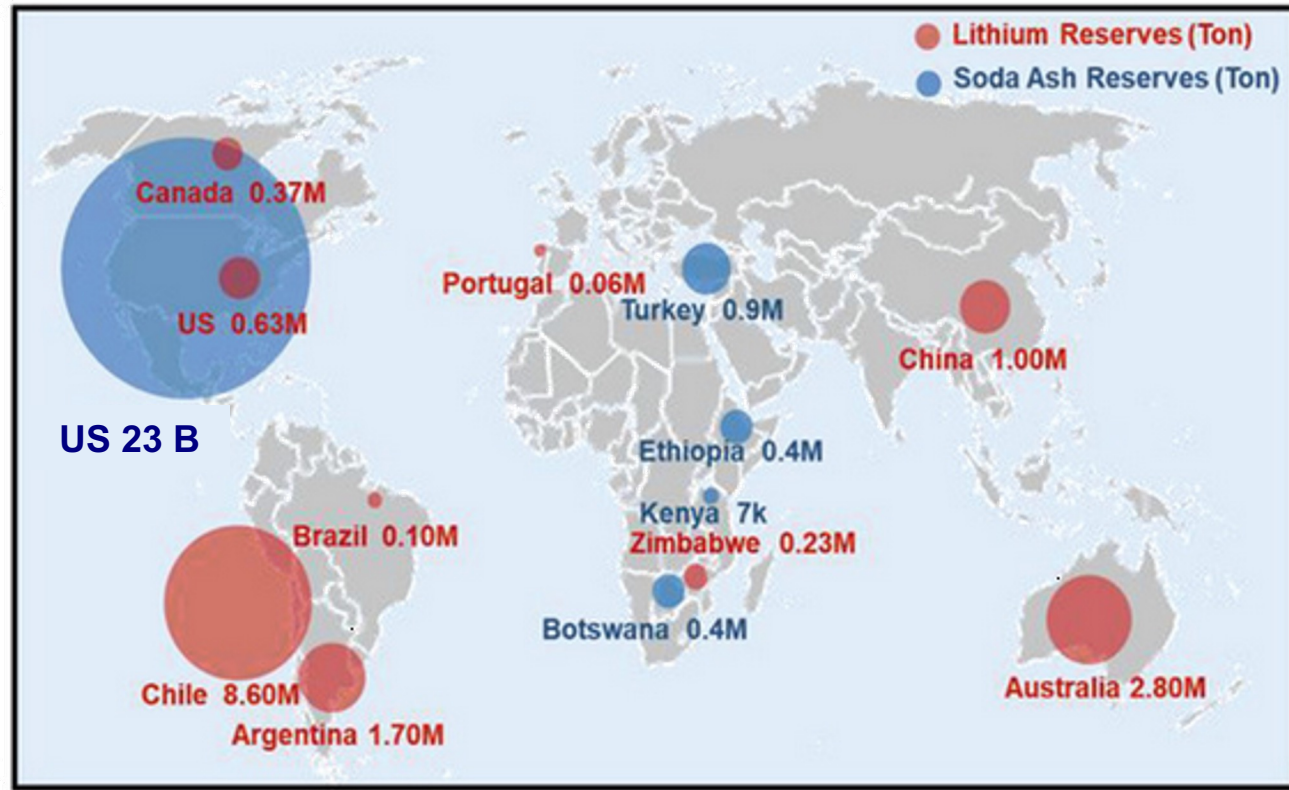 Lithium Reserves (Ton)
Soda Ash Reserves (Ton)
Canada 0.37M
US 0.63M
US 23 B
Portugal 0.06M
Turkey 0.9M
China 1.00M
Ethiopia 0.4M
Kenya 7k
Zimbabwe 0.23M
Brazil 0.10M
Botswana 0.4M
Chile 8.60M
Argentina 1.70M
Australia 2.80M